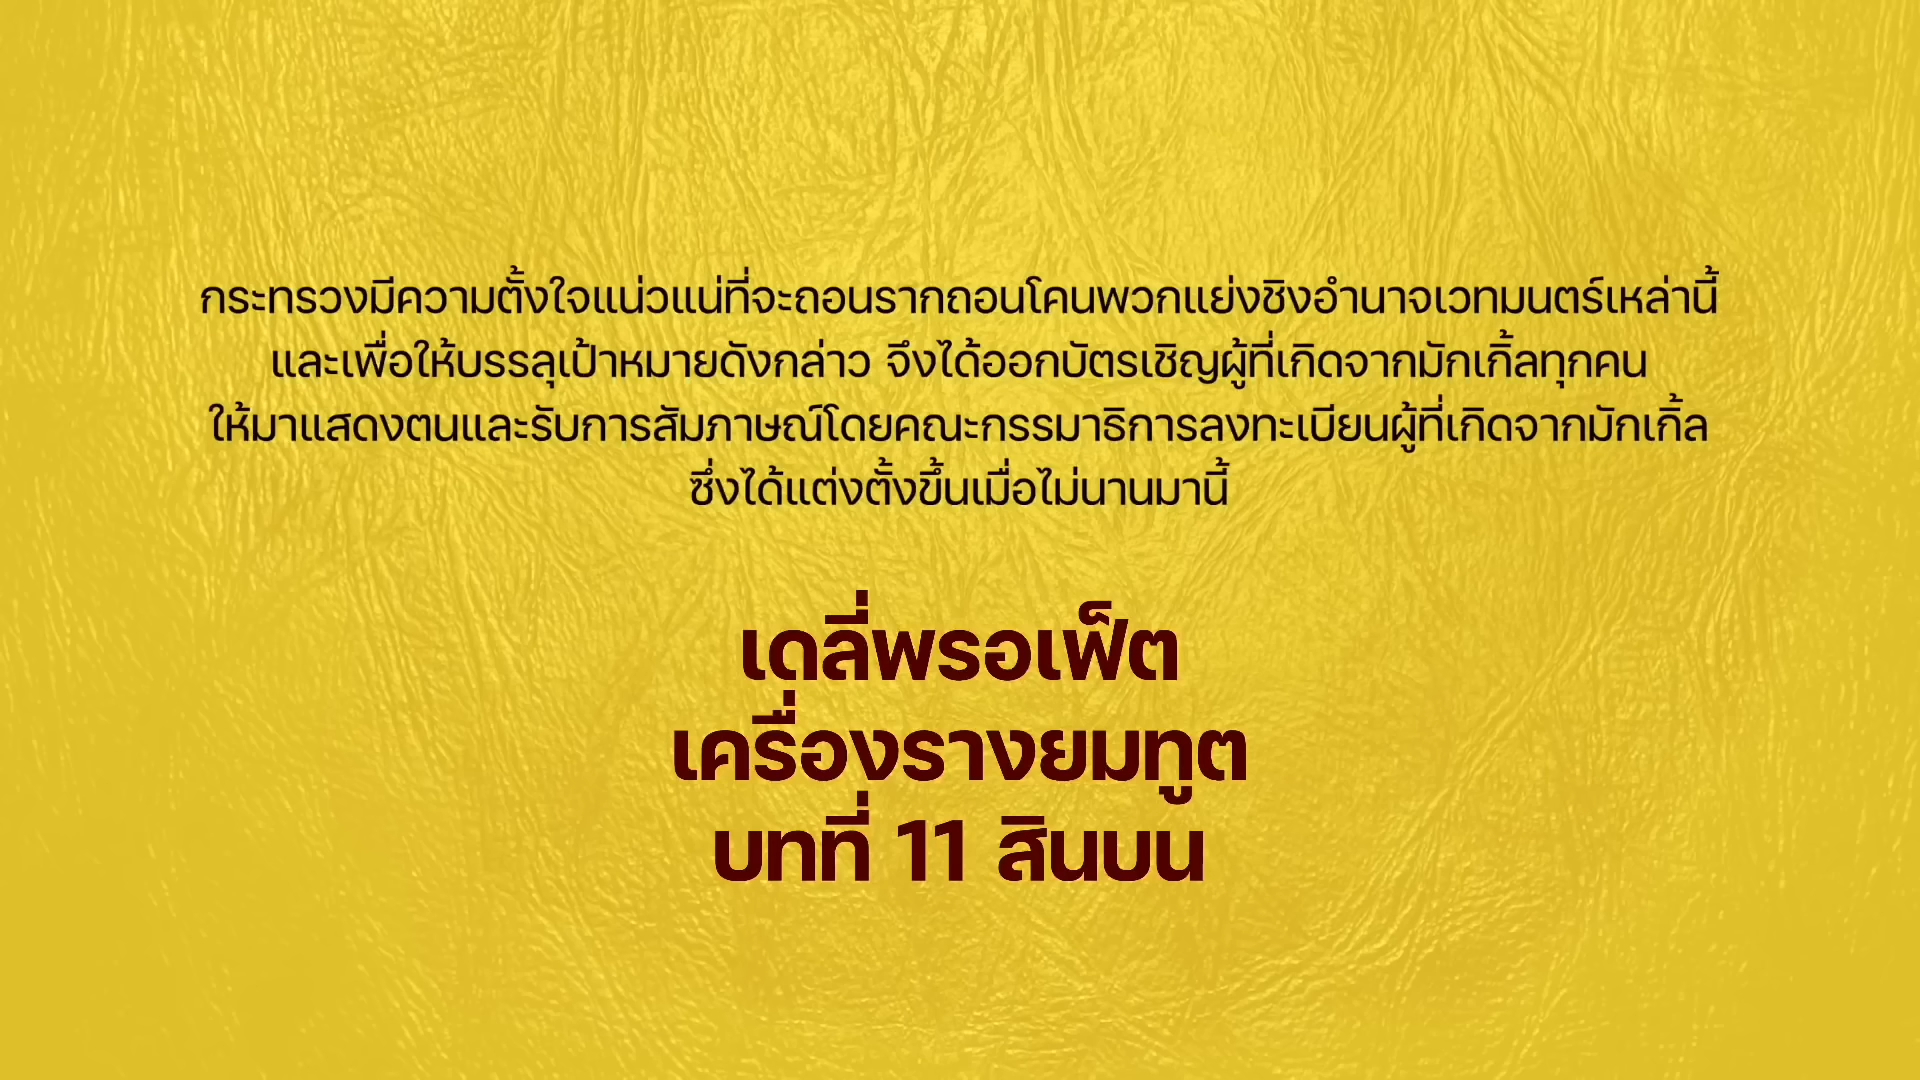 กระทรวงมีความตั้งใจแน่วแน่ที่จะถอนรากถอนโคนพวกแย่งชิงอำนาจเวทมนตร์เหล่านี้
และเพื่อให้บรรลุเป้าหมายดังกล่าว จึงได้ออกบัตรเชิญผู้ที่เกิดจากมักเกิ้ลทุกคน
ให้มาแสดงตนและรับการสัมภาษณ์โดยคณะกรรมาธิการลงทะเบียนผู้ที่เกิดจากมักเกิ้ล
ซึ่งได้แต่งตั้งขึ้นเมื่อไม่นานมานี้
เดลี่พรอเฟ็ต
เครื่องรางยมทูต
บทที่ 11 สินบน